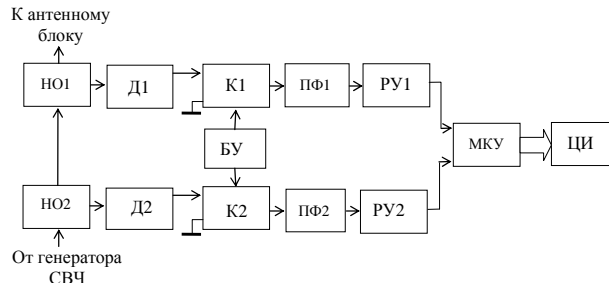 К антенному
блоку
НО1
Д1
К1
ПФ1
РУ1
БУ
МКУ
ЦИ
НО2
Д2
К2
ПФ2
РУ2
От генератора
СВЧ